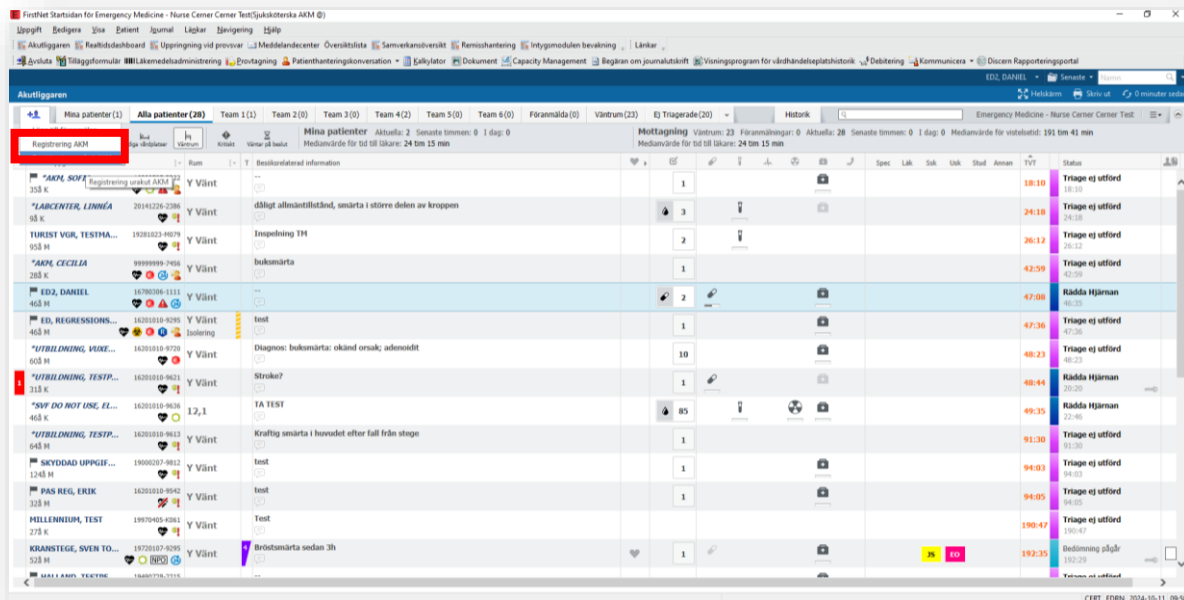 FirstNet Startsidan for Emergency Medicine - Nurse Cerner Cerner Test(Sjuksköterska AKM @)
Uppgift Redigera Visa Patient Journal Länkar Navigering Hjälp
Akutliggaren Realtidsdashboard Uppringning vid provsvar Meddelandecenter Översiktslista Samverkansöversikt Remisshantering Intygsmodulen bevakning Länkar
Avsluta Tilläggsformulär Läkemedelsadministrering Provtagning Patienthanteringskonversation Kalkylator Dokument Capacity Management Begäran om journalutskrift Visningsprogram för vårdhändelseplatshistorik Debitering Kommunicera Discern Rapporteringsportal
ED2, DANIEL Senaste Namn
Akutliggaren Helskärm Skriv ut 0 minuter sedan
Mina patienter (1) Alla patienter (28) Team 1 (1) Team 2 (0) Team 3 (0) Team 4 (2) Team 5 (0) Team 6 (0) Föranmälda (0) Väntrum (23) Ej Triagerade (20) Historik Emergency Medicine - Nurse Cerner Cerner Test
Registrering AKM
Väntrum Kritiskt Väntar på beslut
Mina patienter Aktuella: 2 Senaste timmen: 0 I dag: 0
Medianvärde för tid till läkare: 24 tim 15 min
Mottagning Väntrum: 23 Föranmälningar: 0 Aktuella: 28 Senaste timmen: 0 I dag: 0 Medianvärde för vistelsetid: 191 tim 41 min
Medianvärde för tid till läkare: 24 tim 15 min
Rum T Besöksrelaterad information Spec Läk Ssk Usk Stud Annan TVT Status
Registrering urakut AKM
*AKM, SOFI
35å K Y Vänt -- 1 18:10 Triage ej utförd
18:10
*LABCENTER, LINNÉA 20141226-2386
9å K Y Vänt dåligt allmäntillstånd, smärta i större delen av kroppen 3 24:18 Triage ej utförd
24:18
TURIST VGR, TESTMA... 19281023-M079
95å M Y Vänt Inspelning TM 2 26:12 Triage ej utförd
26:12
*AKM, CECILIA 99999999-7456
28å K Y Vänt buksmärta 1 42:59 Triage ej utförd
42:59
ED2, DANIEL 16780306-1111
46å M Y Vänt -- 2 47:08 Rädda Hjärnan
46:35
ED, REGRESSIONS... 16201010-9295
46å M Y Vänt Isolering test 1 47:36 Triage ej utförd
47:36
*UTBILDNING, VUXE... 16201010-9720
60å M Y Vänt Diagnos: buksmärta: okänd orsak; adenoidit 10 48:23 Triage ej utförd
48:23
1 *UTBILDNING, TESTP... 16201010-9621
31å K Y Vänt Stroke? 1 48:44 Rädda Hjärnan
20:20
*SVF DO NOT USE, EL... 16201010-9636
46å K 12,1 TA TEST 85 49:35 Rädda Hjärnan
22:46
*UTBILDNING, TESTP... 16201010-9613
64å M Y Vänt Kraftig smärta i huvudet efter fall från stege 1 91:30 Triage ej utförd
91:30
SKYDDAD UPPGIF... 19000207-9812
124å M Y Vänt test 1 94:03 Triage ej utförd
94:03
PAS REG, ERIK 16201010-9942
32å M Y Vänt test 1 94:05 Triage ej utförd
94:05
MILLENNIUM, TEST 19970405-K061
27å K Y Vänt Test 190:47 Triage ej utförd
190:47
KRANSTEGE, SVEN TO... 19720107-9295
52å M NPO Y Vänt 4 Bröstsmärta sedan 3h 1 JS EO 192:35 Bedömning pågår
192:29
CERT EDRN 2024-10-11